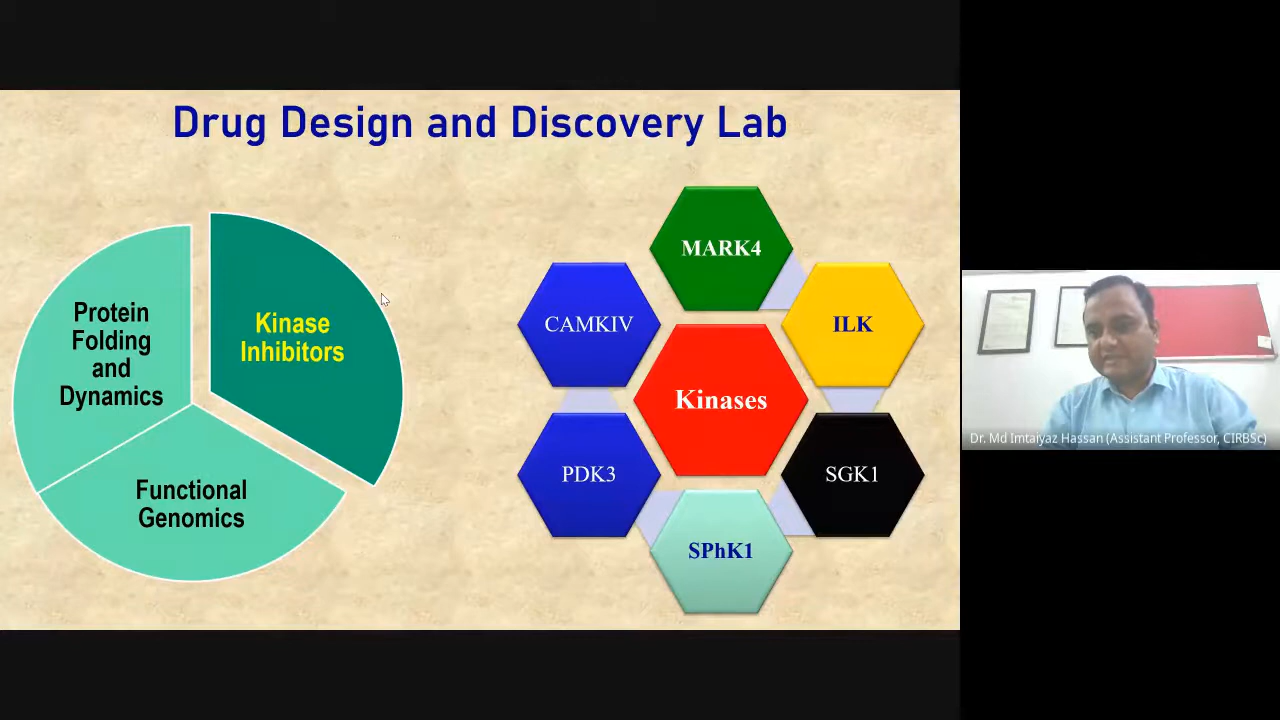 Drug Design and Discovery Lab
Protein
Folding
and
Dynamics
Kinase
Inhibitors
Functional
Genomics
MARK4
CAMKIV
ILK
Kinases
PDK3
SGK1
SPhK1
Dr. Md Imtaiyaz Hassan (Assistant Professor, CIRBSc)